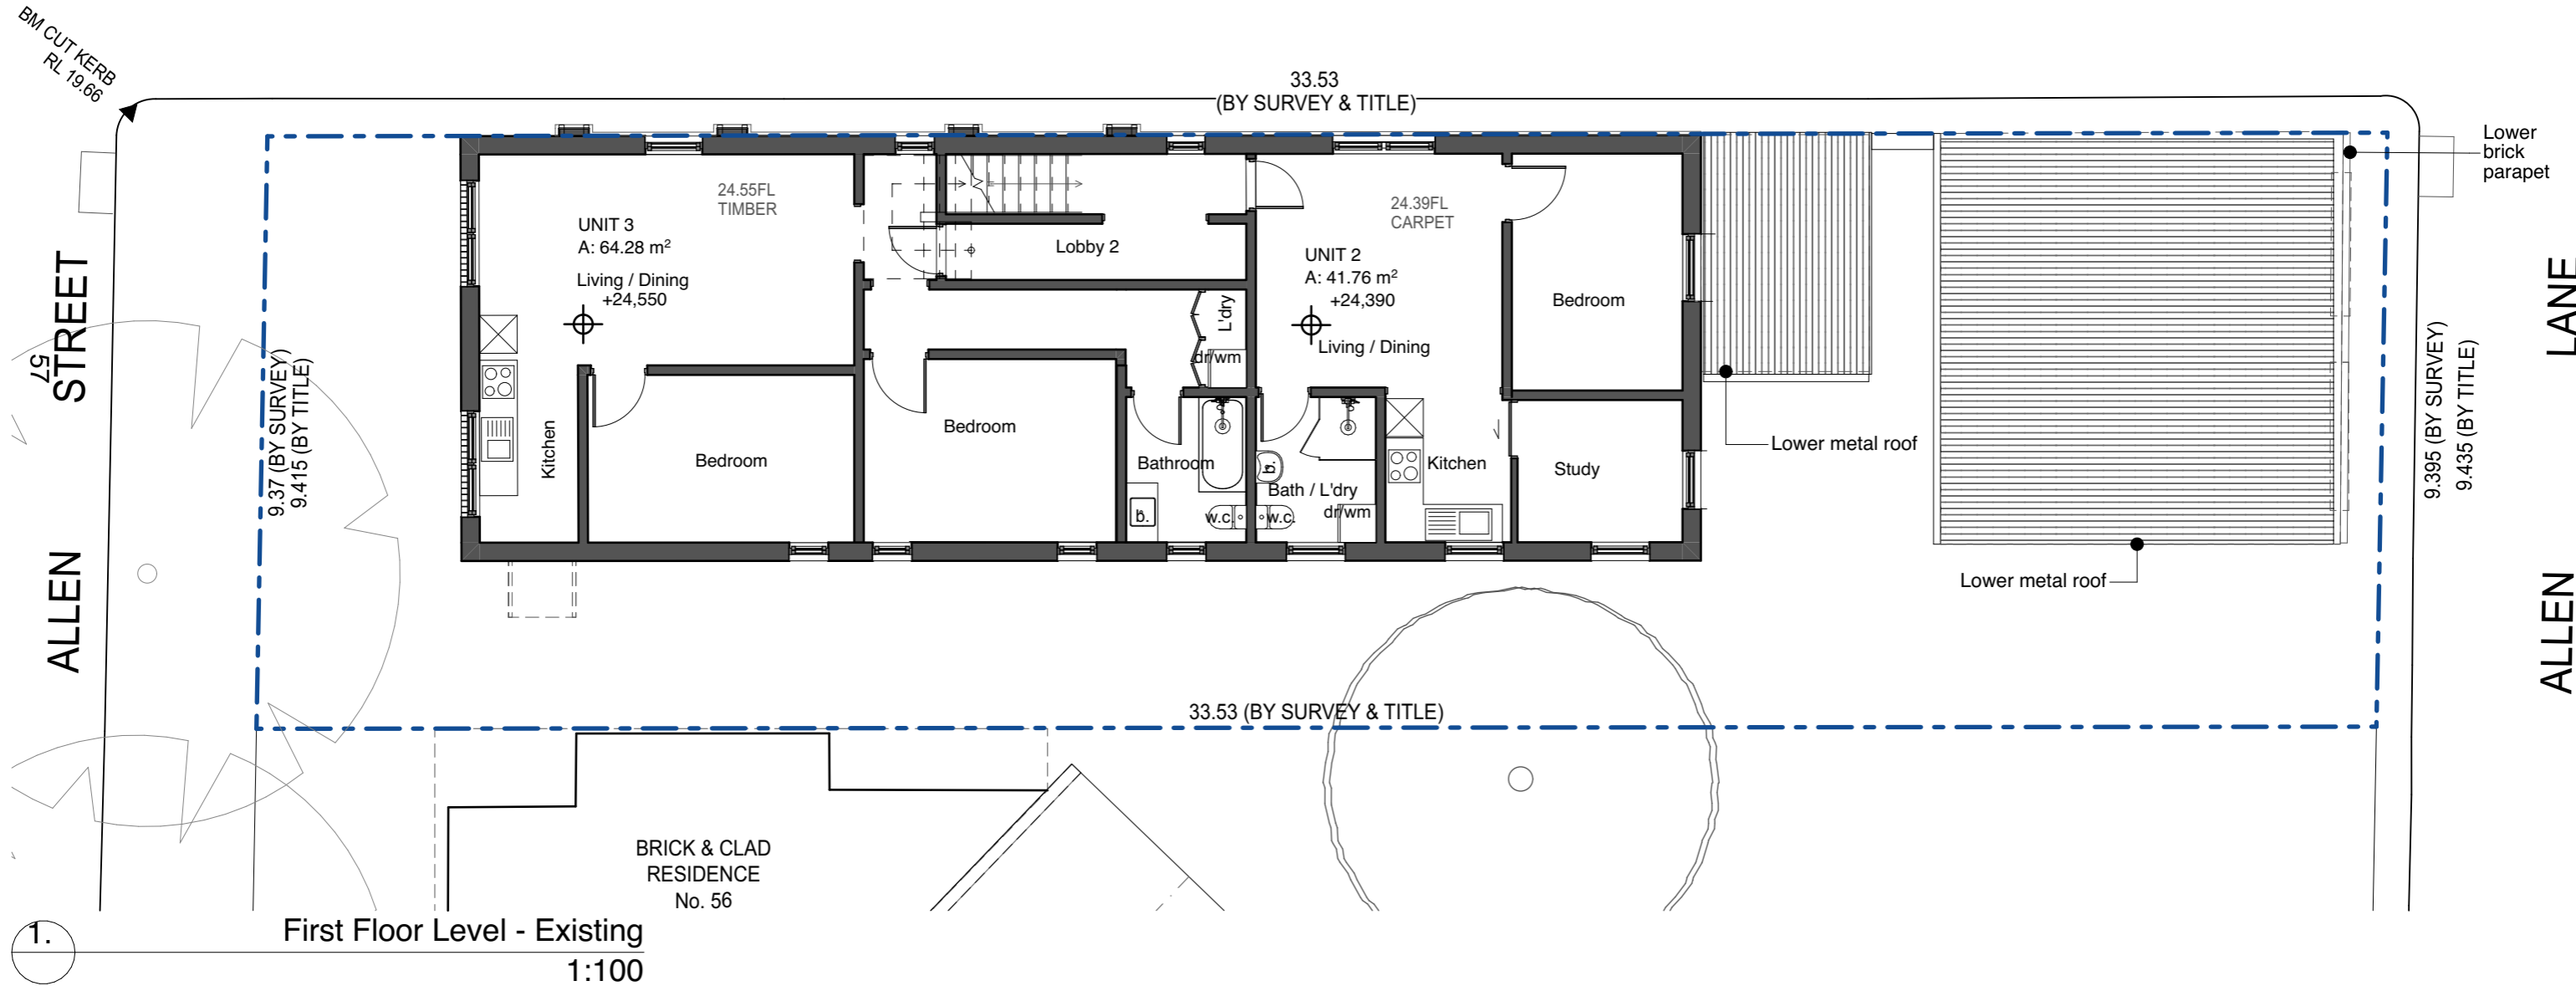 BM CUT KERB
RL 19.66
33.53
(BY SURVEY & TITLE)
Lower
brick
parapet
24.55FL
TIMBER
UNIT 3
A: 64.28 m²
Living / Dining
+24,550
Lobby 2
24.39FL
CARPET
UNIT 2
A: 41.76 m²
+24,390
Living / Dining
Bedroom
L'dry
dr/wm
ALLEN STREET
57
9.37 (BY SURVEY)
9.415 (BY TITLE)
Kitchen
Bedroom
Bedroom
Bathroom
b.
w.c.
b.
Bath / L'dry
w.c.
dr/wm
Kitchen
Study
Lower metal roof
Lower metal roof
9.395 (BY SURVEY)
9.435 (BY TITLE)
ALLEN LANE
33.53 (BY SURVEY & TITLE)
BRICK & CLAD
RESIDENCE
No. 56
1.
First Floor Level - Existing
1:100